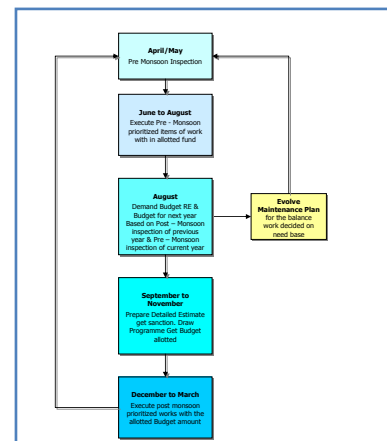 April/May
Pre Monsoon Inspection
June to August
Execute Pre - Monsoon
prioritized items of work
with in allotted fund
August
Demand Budget RE &
Budget for next year
Based on Post – Monsoon
inspection of previous
year & Pre – Monsoon
inspection of current year
Evolve
Maintenance Plan
for the balance
work decided on
need base
September to
November
Prepare Detailed Estimate
get sanction. Draw
Programme Get Budget
allotted
December to March
Execute post monsoon
prioritized works with the
allotted Budget amount